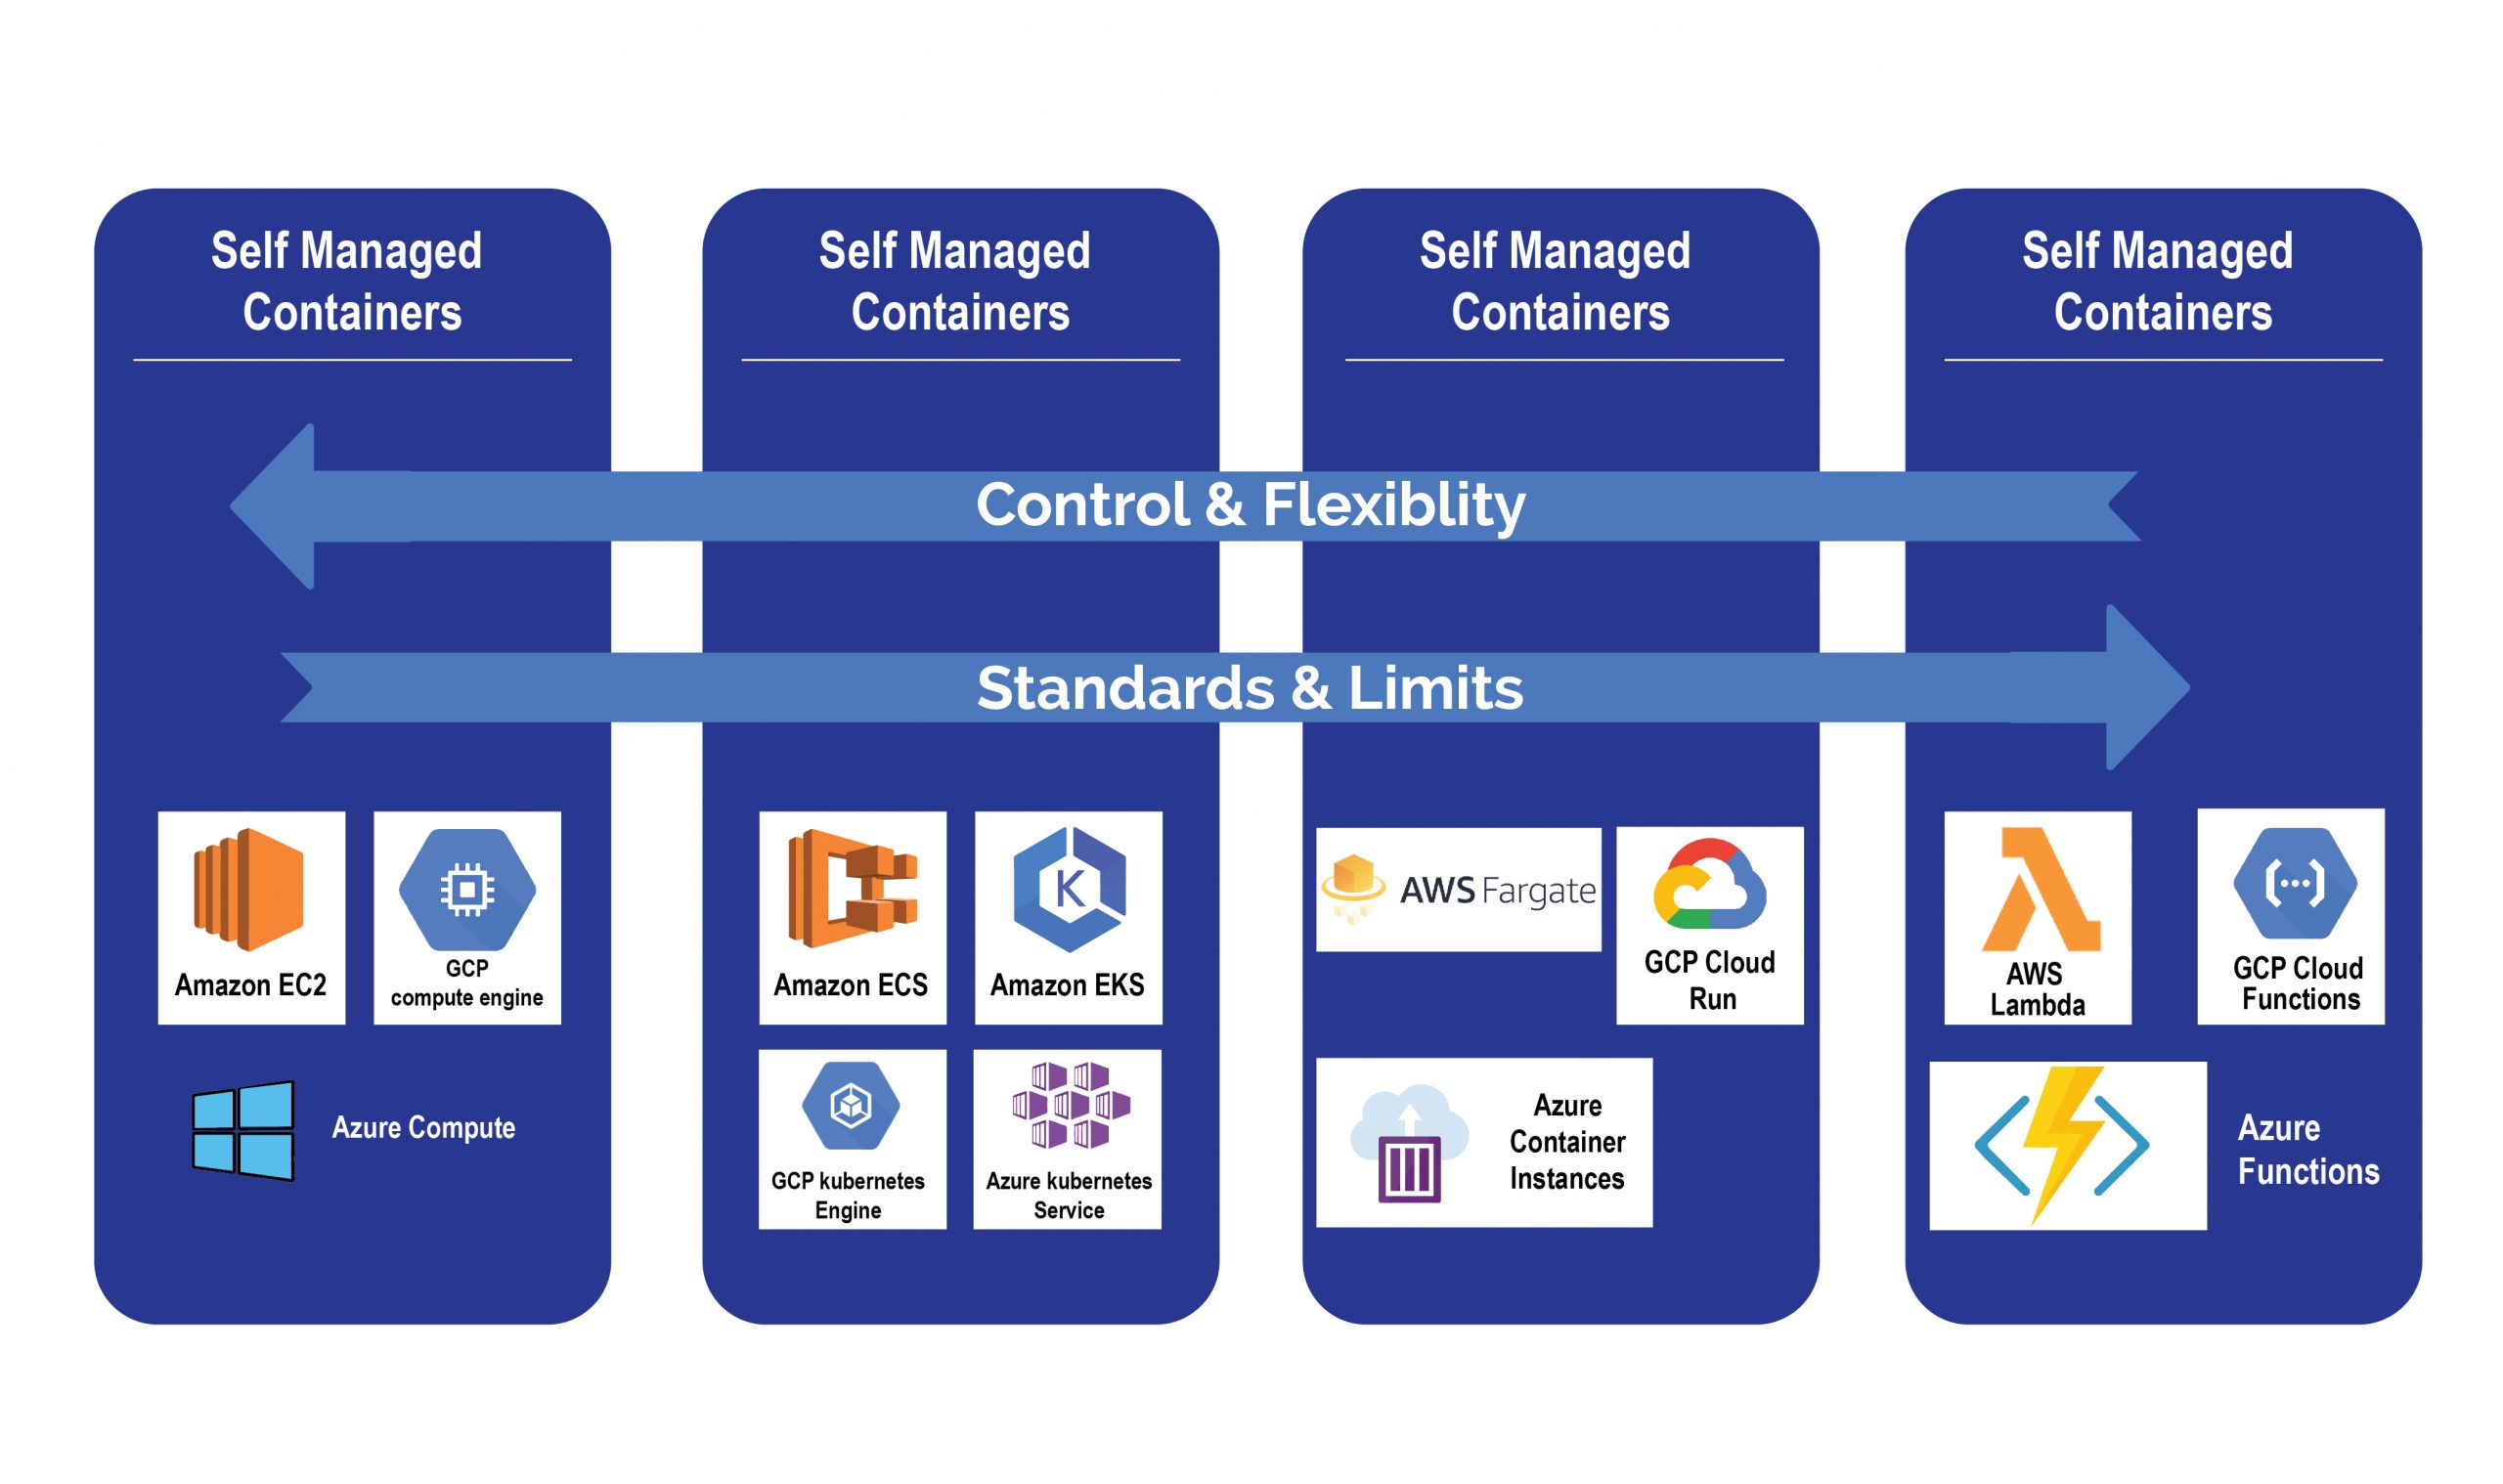 Self Managed
Containers
Self Managed
Containers
Self Managed
Containers
Self Managed
Containers
Control & Flexiblity
Standards & Limits
Amazon EC2
GCP
compute engine
Azure Compute
Amazon ECS
Amazon EKS
GCP kubernetes
Engine
Azure kubernetes
Service
AWS Fargate
GCP Cloud
Run
Azure
Container
Instances
AWS
Lambda
GCP Cloud
Functions
Azure
Functions